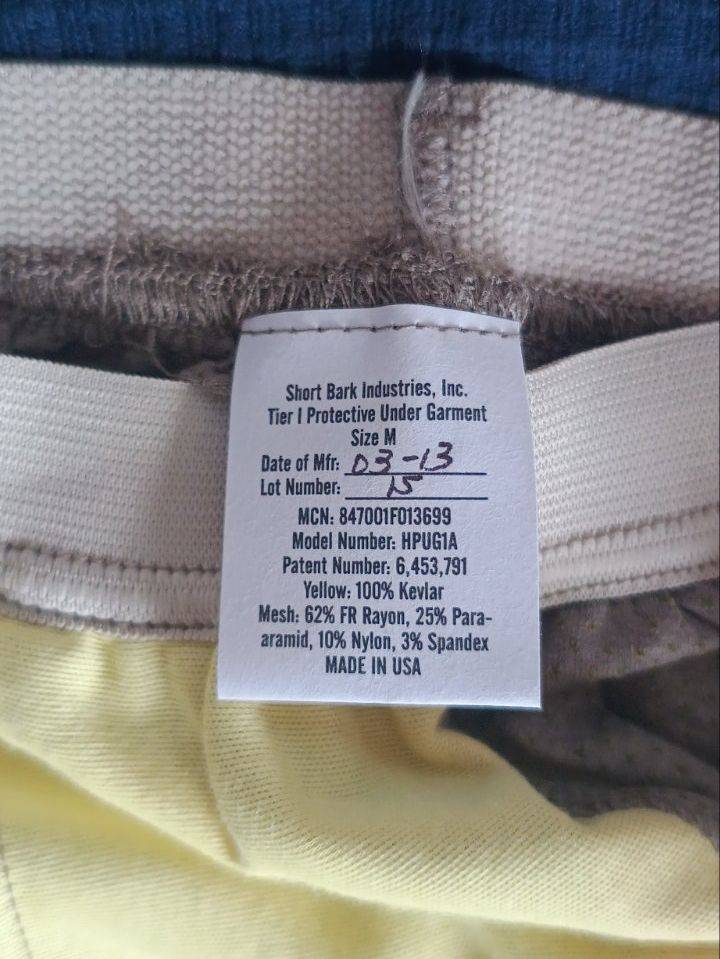 Short Bark Industries, Inc.
Tier I Protective Under Garment
Size M
Date of Mfr: 03-13
Lot Number: 15
MCN: 847001F013699
Model Number: HPUG1A
Patent Number: 6,453,791
Yellow: 100% Kevlar
Mesh: 62% FR Rayon, 25% Para-
aramid, 10% Nylon, 3% Spandex
MADE IN USA